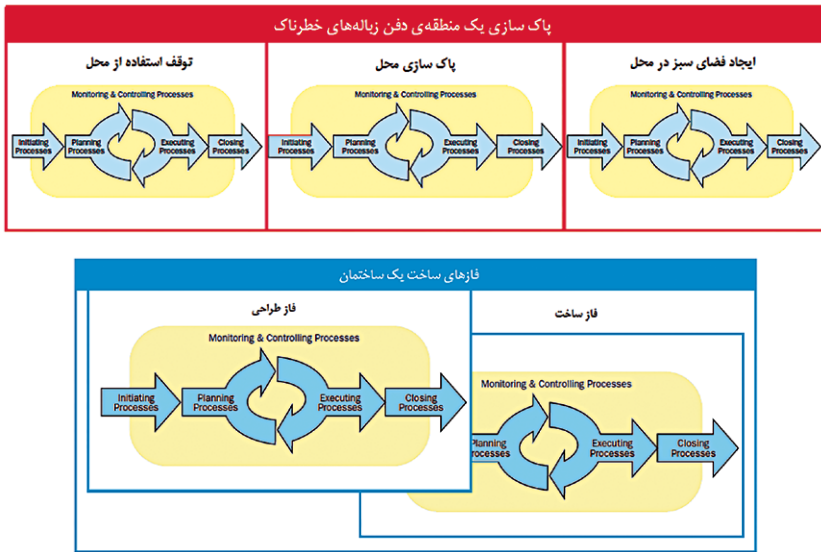 پاک سازی یک منطقه‌ی دفن زباله‌های خطرناک
توقف استفاده از محل
Monitoring & Controlling Processes
Initiating
Processes
Planning
Processes
Executing
Processes
Closing
Processes
پاک سازی محل
Monitoring & Controlling Processes
Initiating
Processes
Planning
Processes
Executing
Processes
Closing
Processes
ایجاد فضای سبز در محل
Monitoring & Controlling Processes
Initiating
Processes
Planning
Processes
Executing
Processes
Closing
Processes
فازهای ساخت یک ساختمان
فاز طراحی
Monitoring & Controlling Processes
Initiating
Processes
Planning
Processes
Executing
Processes
Closing
Processes
فاز ساخت
Monitoring & Controlling Processes
Planning
rocesses
Executing
Processes
Closing
Processes